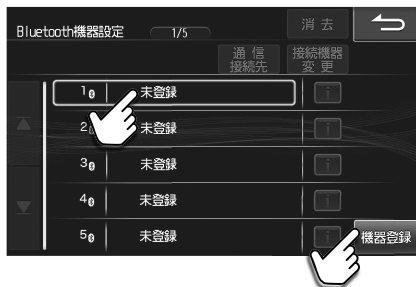 Bluetooth機器設定 1/5 消去
通信接続先 接続機器変更
1 未登録
2 未登録
3 未登録
4 未登録
5 未登録
機器登録